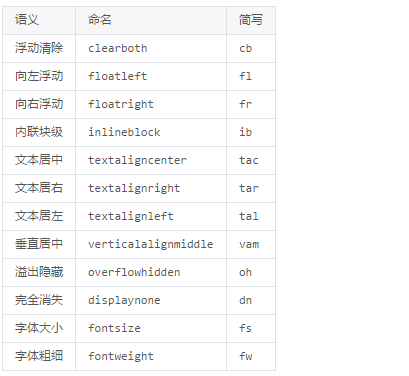 语义 命名 简写
浮动清除 clearboth cb
向左浮动 floatleft fl
向右浮动 floatright fr
内联块级 inlineblock ib
文本居中 textaligncenter tac
文本居右 textalignright tar
文本居左 textalignleft tal
垂直居中 verticalalignmiddle vam
溢出隐藏 overflowhidden oh
完全消失 displaynone dn
字体大小 fontsize fs
字体粗细 fontweight fw